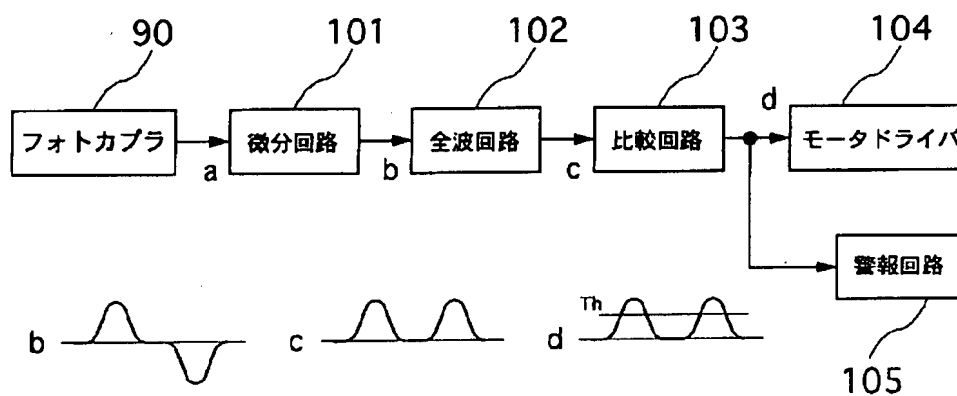 90
101
102
103
104
d
フォトカプラ
微分回路
全波回路
比較回路
モータドライバ
a
b
c
警報回路
Th
b
c
d
105